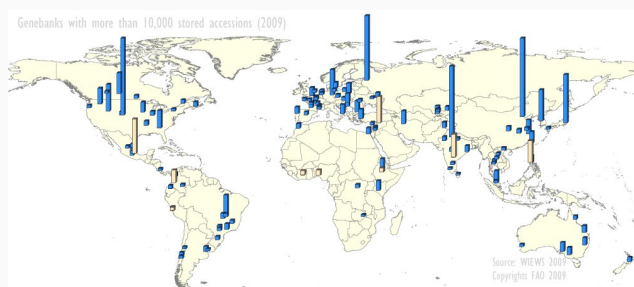 Genebanks with more than 10,000 stored accessions (2009)
Source: WIEWS 2009
Copyrights FAO 2009